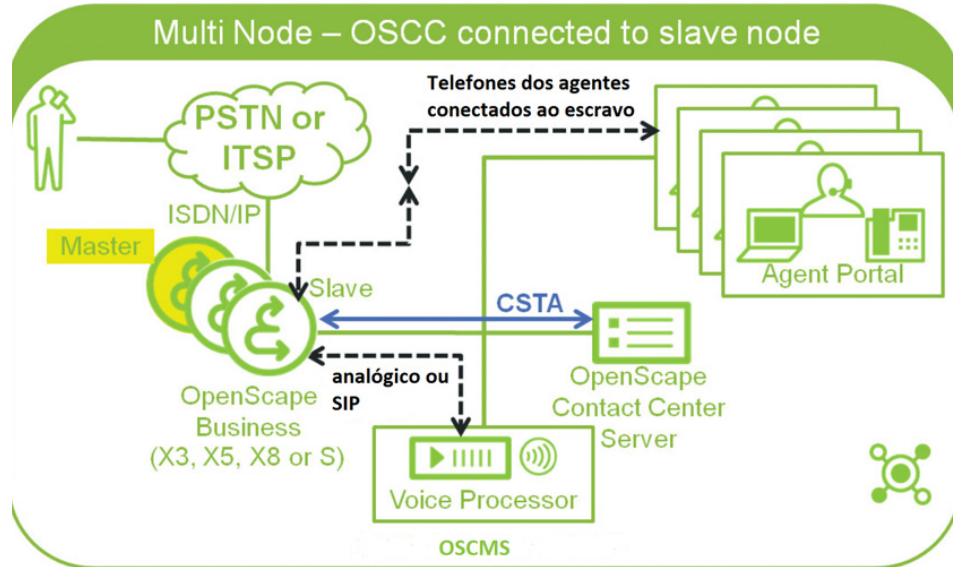 Multi Node – OSCC connected to slave node
Telefones dos agentes
conectados ao escravo
PSTN or
ITSP
ISDN/IP
Master
Slave
CSTA
Agent Portal
analógico ou
SIP
OpenScape
Business
(X3, X5, X8 or S)
OpenScape
Contact Center
Server
Voice Processor
OSCMS